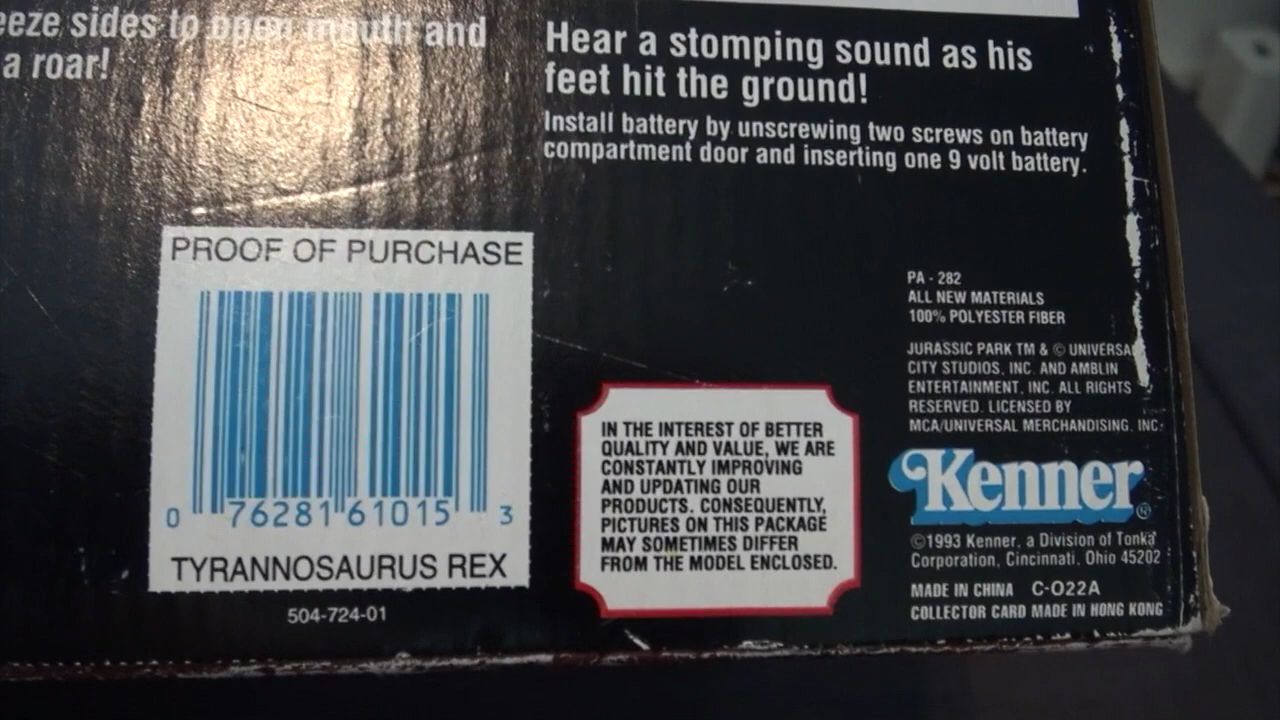 eze sides to open mouth and
a roar!
Hear a stomping sound as his
feet hit the ground!
Install battery by unscrewing two screws on battery
compartment door and inserting one 9 volt battery.
PROOF OF PURCHASE
0 76281 61015 3
TYRANNOSAURUS REX
504-724-01
IN THE INTEREST OF BETTER
QUALITY AND VALUE, WE ARE
CONSTANTLY IMPROVING
AND UPDATING OUR
PRODUCTS. CONSEQUENTLY,
PICTURES ON THIS PACKAGE
MAY SOMETIMES DIFFER
FROM THE MODEL ENCLOSED.
PA - 282
ALL NEW MATERIALS
100% POLYESTER FIBER
JURASSIC PARK TM & © UNIVERSAL
CITY STUDIOS, INC. AND AMBLIN
ENTERTAINMENT, INC. ALL RIGHTS
RESERVED. LICENSED BY
MCA/UNIVERSAL MERCHANDISING, INC.
Kenner®
©1993 Kenner, a Division of Tonka
Corporation, Cincinnati, Ohio 45202
MADE IN CHINA C-022A
COLLECTOR CARD MADE IN HONG KONG